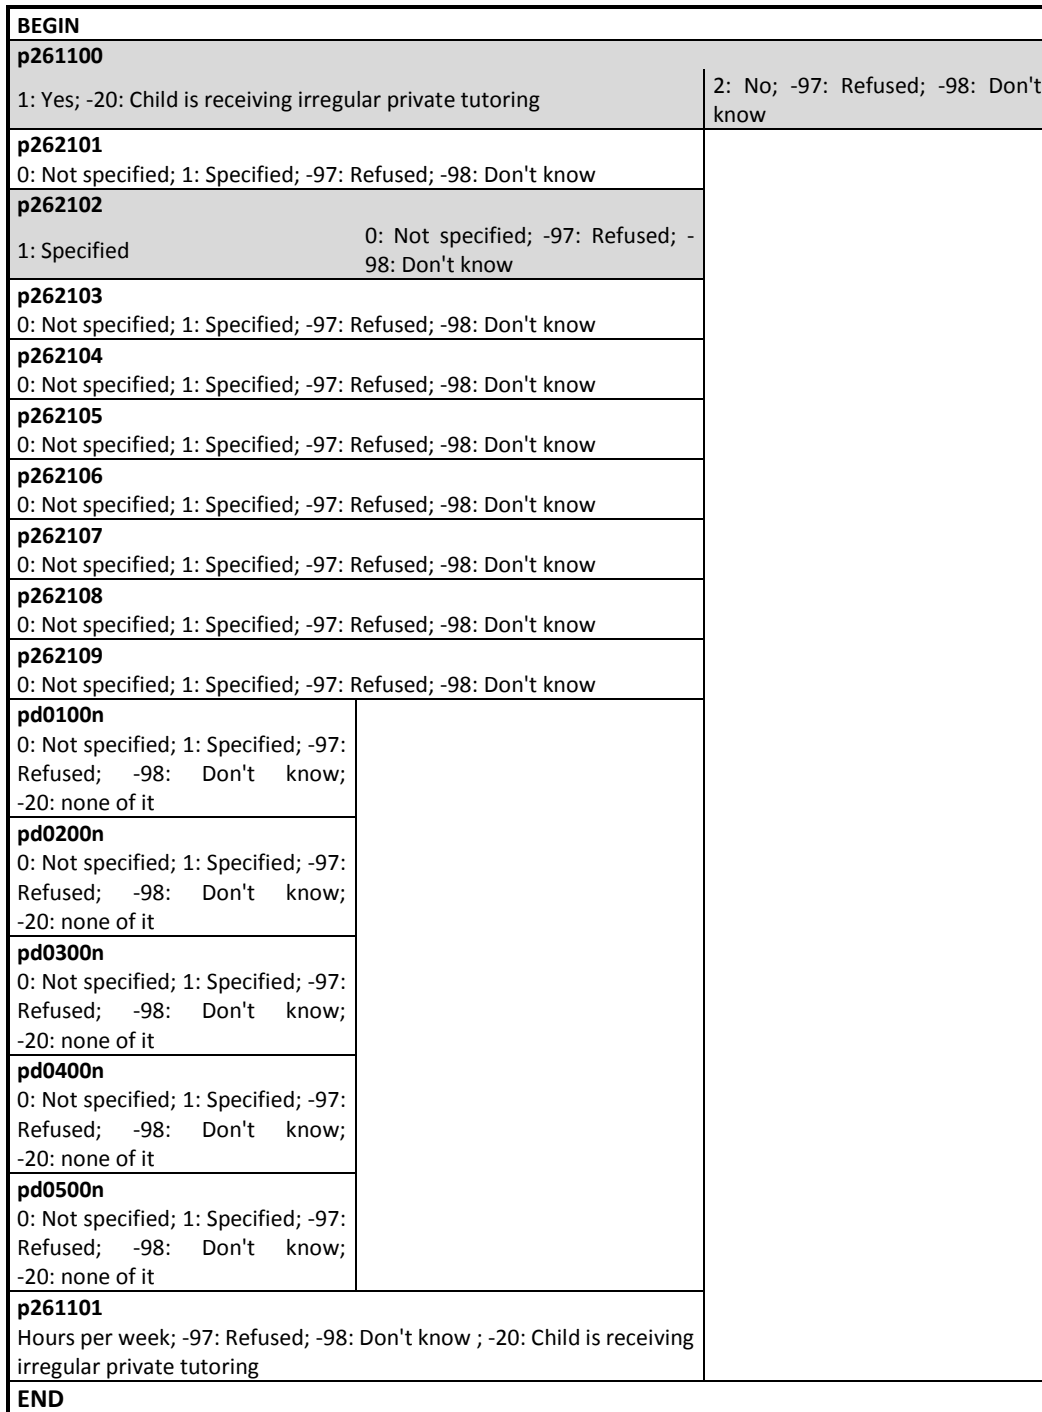 BEGIN
p261100
1: Yes; -20: Child is receiving irregular private tutoring
2: No; -97: Refused; -98: Don't
know
p262101
0: Not specified; 1: Specified; -97: Refused; -98: Don't know
p262102
1: Specified
0: Not specified; -97: Refused; -
98: Don't know
p262103
0: Not specified; 1: Specified; -97: Refused; -98: Don't know
p262104
0: Not specified; 1: Specified; -97: Refused; -98: Don't know
p262105
0: Not specified; 1: Specified; -97: Refused; -98: Don't know
p262106
0: Not specified; 1: Specified; -97: Refused; -98: Don't know
p262107
0: Not specified; 1: Specified; -97: Refused; -98: Don't know
p262108
0: Not specified; 1: Specified; -97: Refused; -98: Don't know
p262109
0: Not specified; 1: Specified; -97: Refused; -98: Don't know
pd0100n
0: Not specified; 1: Specified; -97:
Refused; -98: Don't know;
-20: none of it
pd0200n
0: Not specified; 1: Specified; -97:
Refused; -98: Don't know;
-20: none of it
pd0300n
0: Not specified; 1: Specified; -97:
Refused; -98: Don't know;
-20: none of it
pd0400n
0: Not specified; 1: Specified; -97:
Refused; -98: Don't know;
-20: none of it
pd0500n
0: Not specified; 1: Specified; -97:
Refused; -98: Don't know;
-20: none of it
p261101
Hours per week; -97: Refused; -98: Don't know ; -20: Child is receiving
irregular private tutoring
END